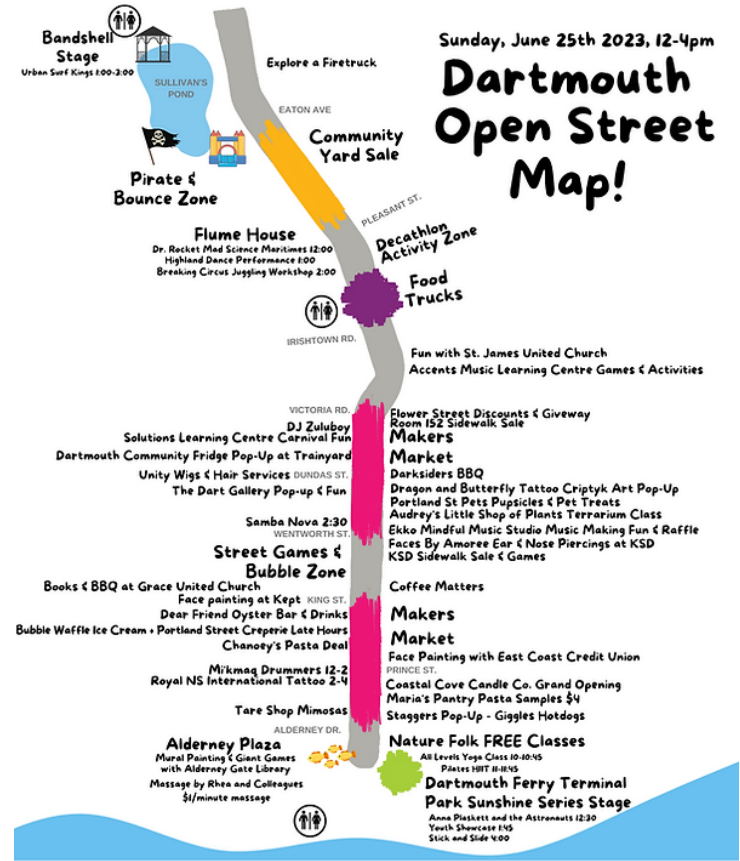 Sunday, June 25th 2023, 12-4pm
Dartmouth
Open Street
Map!
Bandshell
Stage
Urban Surf Kings 1:00-3:00
SULLIVAN'S
POND
Explore a Firetruck
EATON AVE
Community
Yard Sale
Pirate &
Bounce Zone
PLEASANT ST.
Flume House
Dr. Rocket Mad Science Maritimes 12:00
Highland Dance Performance 1:00
Breaking Circus Juggling Workshop 2:00
Decathlon
Activity Zone
Food
Trucks
IRISHTOWN RD.
Fun with St. James United Church
Accents Music Learning Centre Games & Activities
VICTORIA RD.
DJ Zuluboy
Solutions Learning Centre Carnival Fun
Dartmouth Community Fridge Pop-Up at Trainyard
Unity Wigs & Hair Services DUNDAS ST.
The Dart Gallery Pop-up & Fun
Samba Nova 2:30
WENTWORTH ST.
Flower Street Discounts & Giveway
Room 152 Sidewalk Sale
Makers
Market
Darksiders BBQ
Dragon and Butterfly Tattoo Criptyk Art Pop-Up
Portland St Pets Pupsicles & Pet Treats
Audrey's Little Shop of Plants Terrarium Class
Ekko Mindful Music Studio Music Making Fun & Raffle
Faces By Amoree Ear & Nose Piercings at KSD
KSD Sidewalk Sale & Games
Street Games &
Bubble Zone
Books & BBQ at Grace United Church
Face painting at Kept KING ST.
Dear Friend Oyster Bar & Drinks
Bubble Waffle Ice Cream + Portland Street Creperie Late Hours
Chanoey's Pasta Deal
Mi'kmaq Drummers 12-2
Royal NS International Tattoo 2-4
Tare Shop Mimosas
ALDERNEY DR.
Coffee Matters
Makers
Market
Face Painting with East Coast Credit Union
PRINCE ST.
Coastal Cove Candle Co. Grand Opening
Maria's Pantry Pasta Samples $4
Staggers Pop-Up - Giggles Hotdogs
Alderney Plaza
Mural Painting & Giant Games
with Alderney Gate Library
Massage by Rhea and Colleagues
$1/minute massage
Nature Folk FREE Classes
All Levels Yoga Class 10-10:45
Pilates HIIT 11-11:45
Dartmouth Ferry Terminal
Park Sunshine Series Stage
Anna Plaskett and the Astronauts 12:30
Youth Showcase 1:45
Stick and Slide 4:00